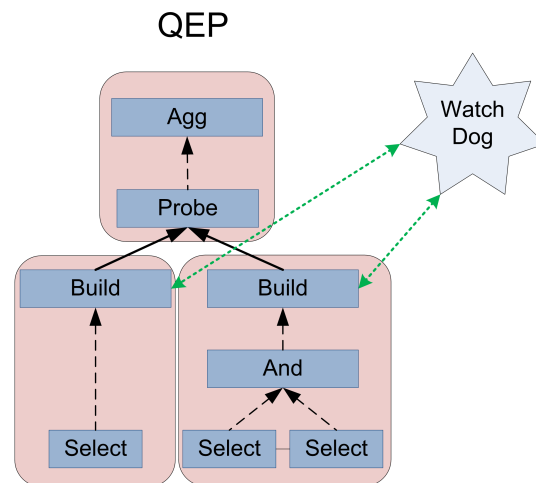 QEP
Watch
Dog
Agg
Probe
Build
Build
And
Select
Select
Select